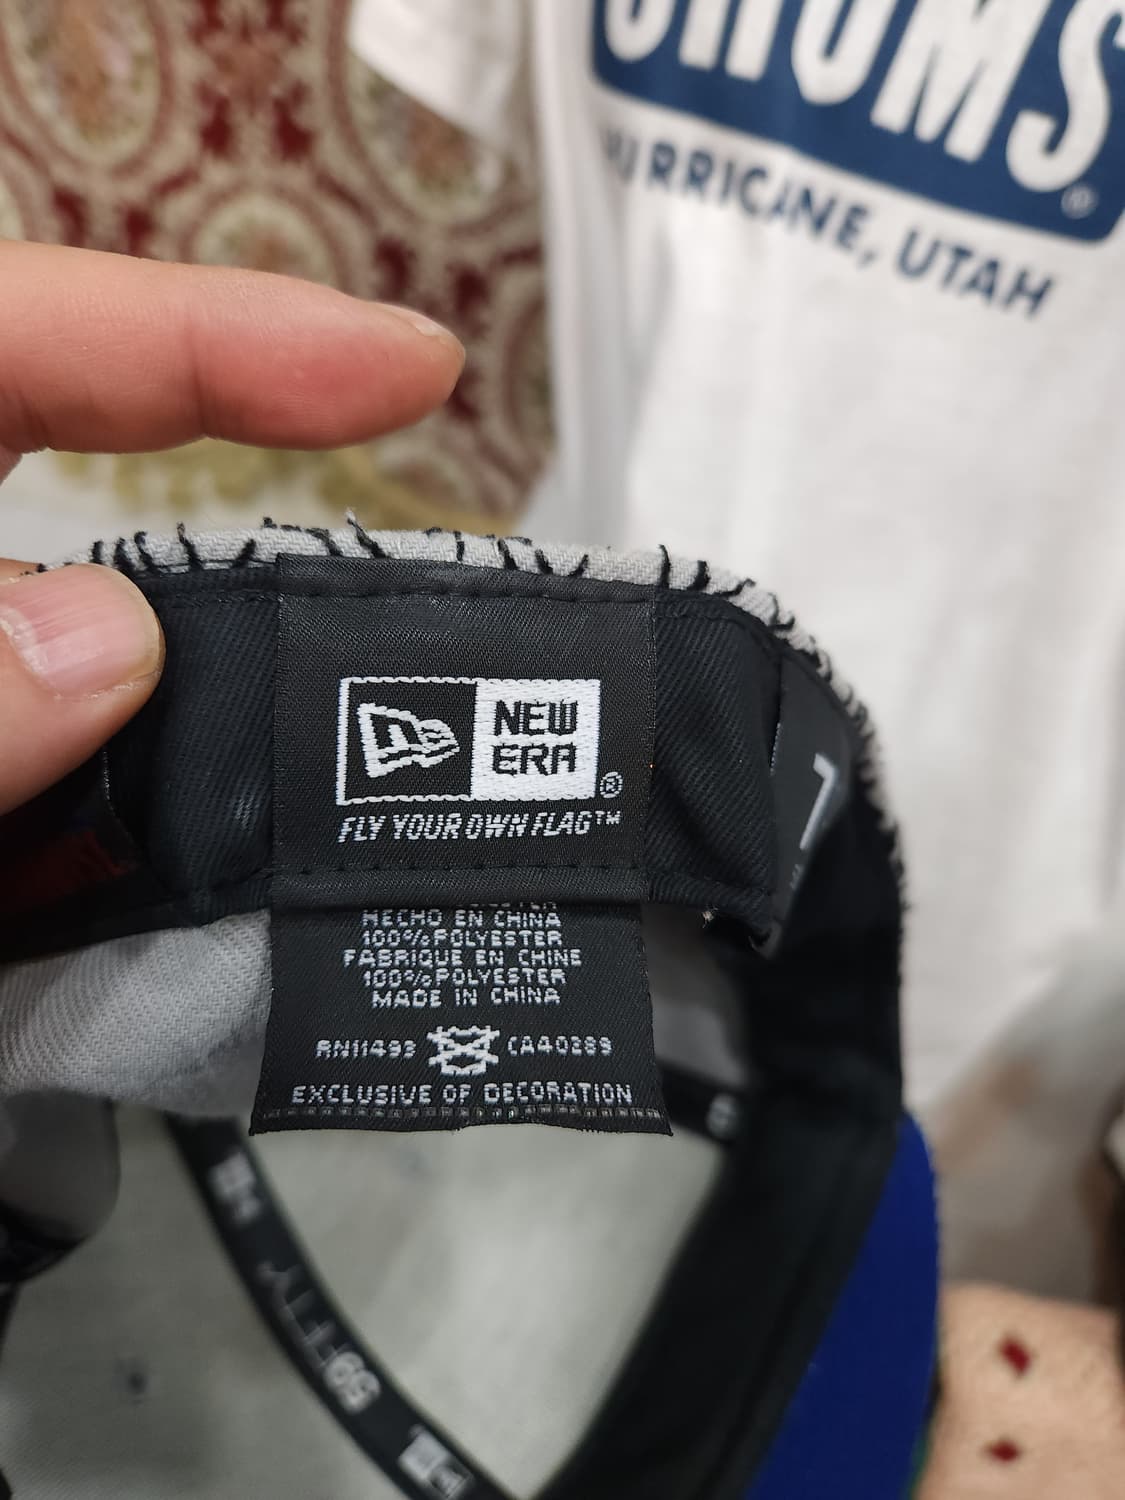 CHUMS®
HURRICANE, UTAH
NEW
ERA®
FLY YOUR OWN FLAG™
7
HECHO EN CHINA
100%POLYESTER
FABRIQUE EN CHINE
100%POLYESTER
MADE IN CHINA
RN11493 CA40289
EXCLUSIVE OF DECORATION
59FIFTY